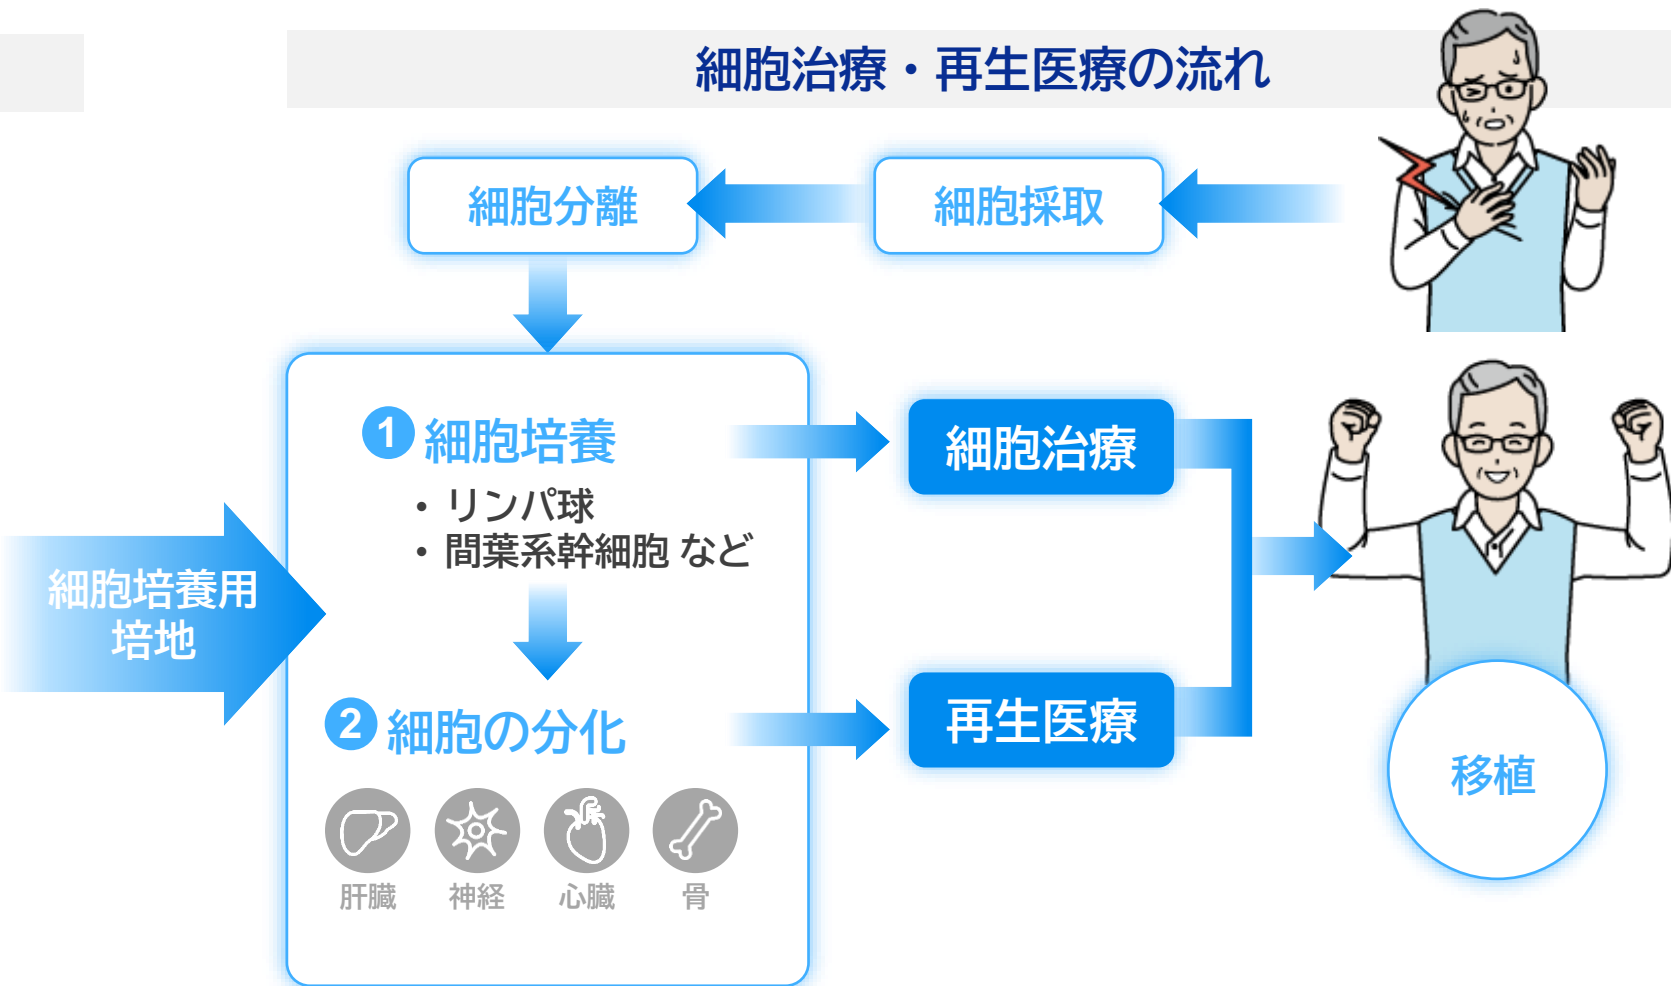 細胞治療・再生医療の流れ
細胞分離
細胞採取
1 細胞培養
・リンパ球
・間葉系幹細胞 など
細胞治療
細胞培養用
培地
2 細胞の分化
再生医療
肝臓
神経
心臓
骨
移植